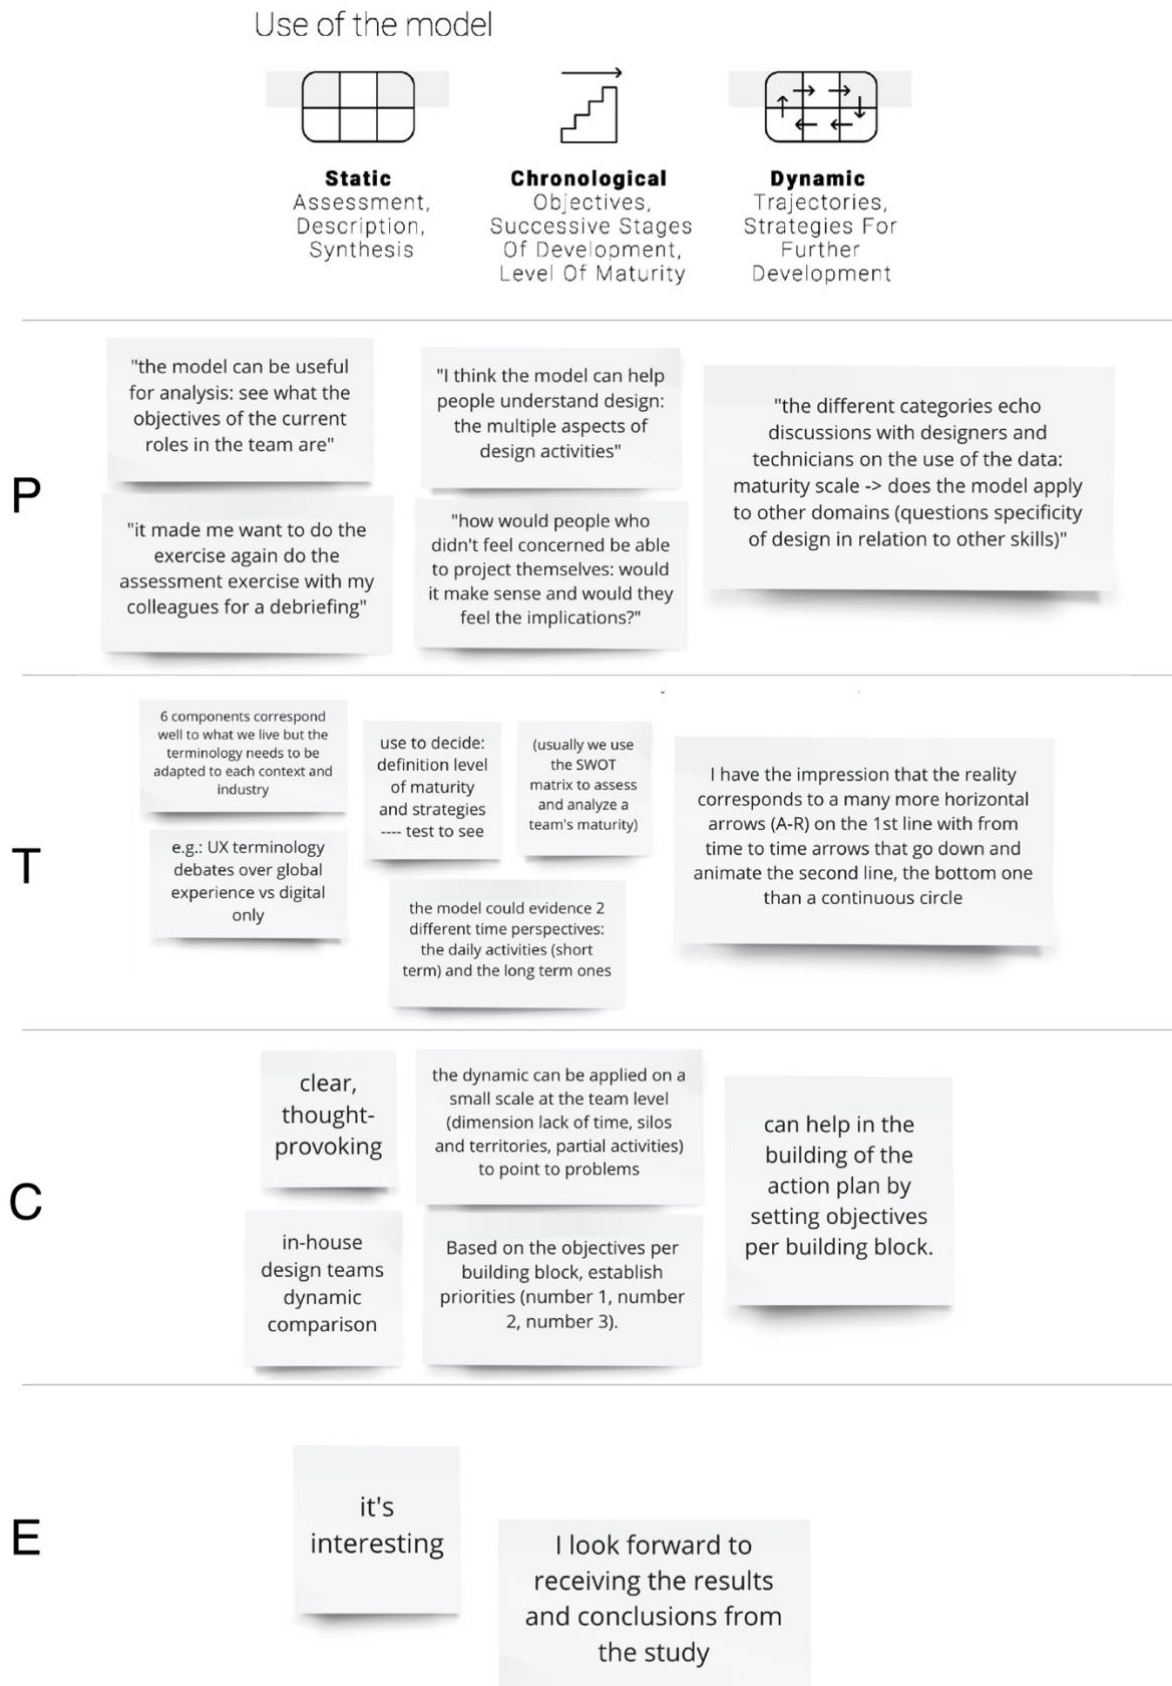 Use of the model
Static
Assessment,
Description,
Synthesis
Chronological
Objectives,
Successive Stages
Of Development,
Level Of Maturity
Dynamic
Trajectories,
Strategies For
Further
Development
P
"the model can be useful
for analysis: see what the
objectives of the current
roles in the team are"
"I think the model can help
people understand design:
the multiple aspects of
design activities"
"the different categories echo
discussions with designers and
technicians on the use of the data:
maturity scale -> does the model apply
to other domains (questions specificity
of design in relation to other skills)"
"it made me want to do the
exercise again do the
assessment exercise with my
colleagues for a debriefing"
"how would people who
didn't feel concerned be able
to project themselves: would
it make sense and would they
feel the implications?"
T
6 components correspond
well to what we live but the
terminology needs to be
adapted to each context and
industry
use to decide:
definition level
of maturity
and strategies
---- test to see
(usually we use
the SWOT
matrix to assess
and analyze a
team's maturity)
I have the impression that the reality
corresponds to a many more horizontal
arrows (A-R) on the 1st line with from
time to time arrows that go down and
animate the second line, the bottom one
than a continuous circle
e.g.: UX terminology
debates over global
experience vs digital
only
the model could evidence 2
different time perspectives:
the daily activities (short
term) and the long term ones
C
clear,
thought-
provoking
the dynamic can be applied on a
small scale at the team level
(dimension lack of time, silos
and territories, partial activities)
to point to problems
can help in the
building of the
action plan by
setting objectives
per building block.
in-house
design teams
dynamic
comparison
Based on the objectives per
building block, establish
priorities (number 1, number
2, number 3).
E
it's
interesting
I look forward to
receiving the results
and conclusions from
the study